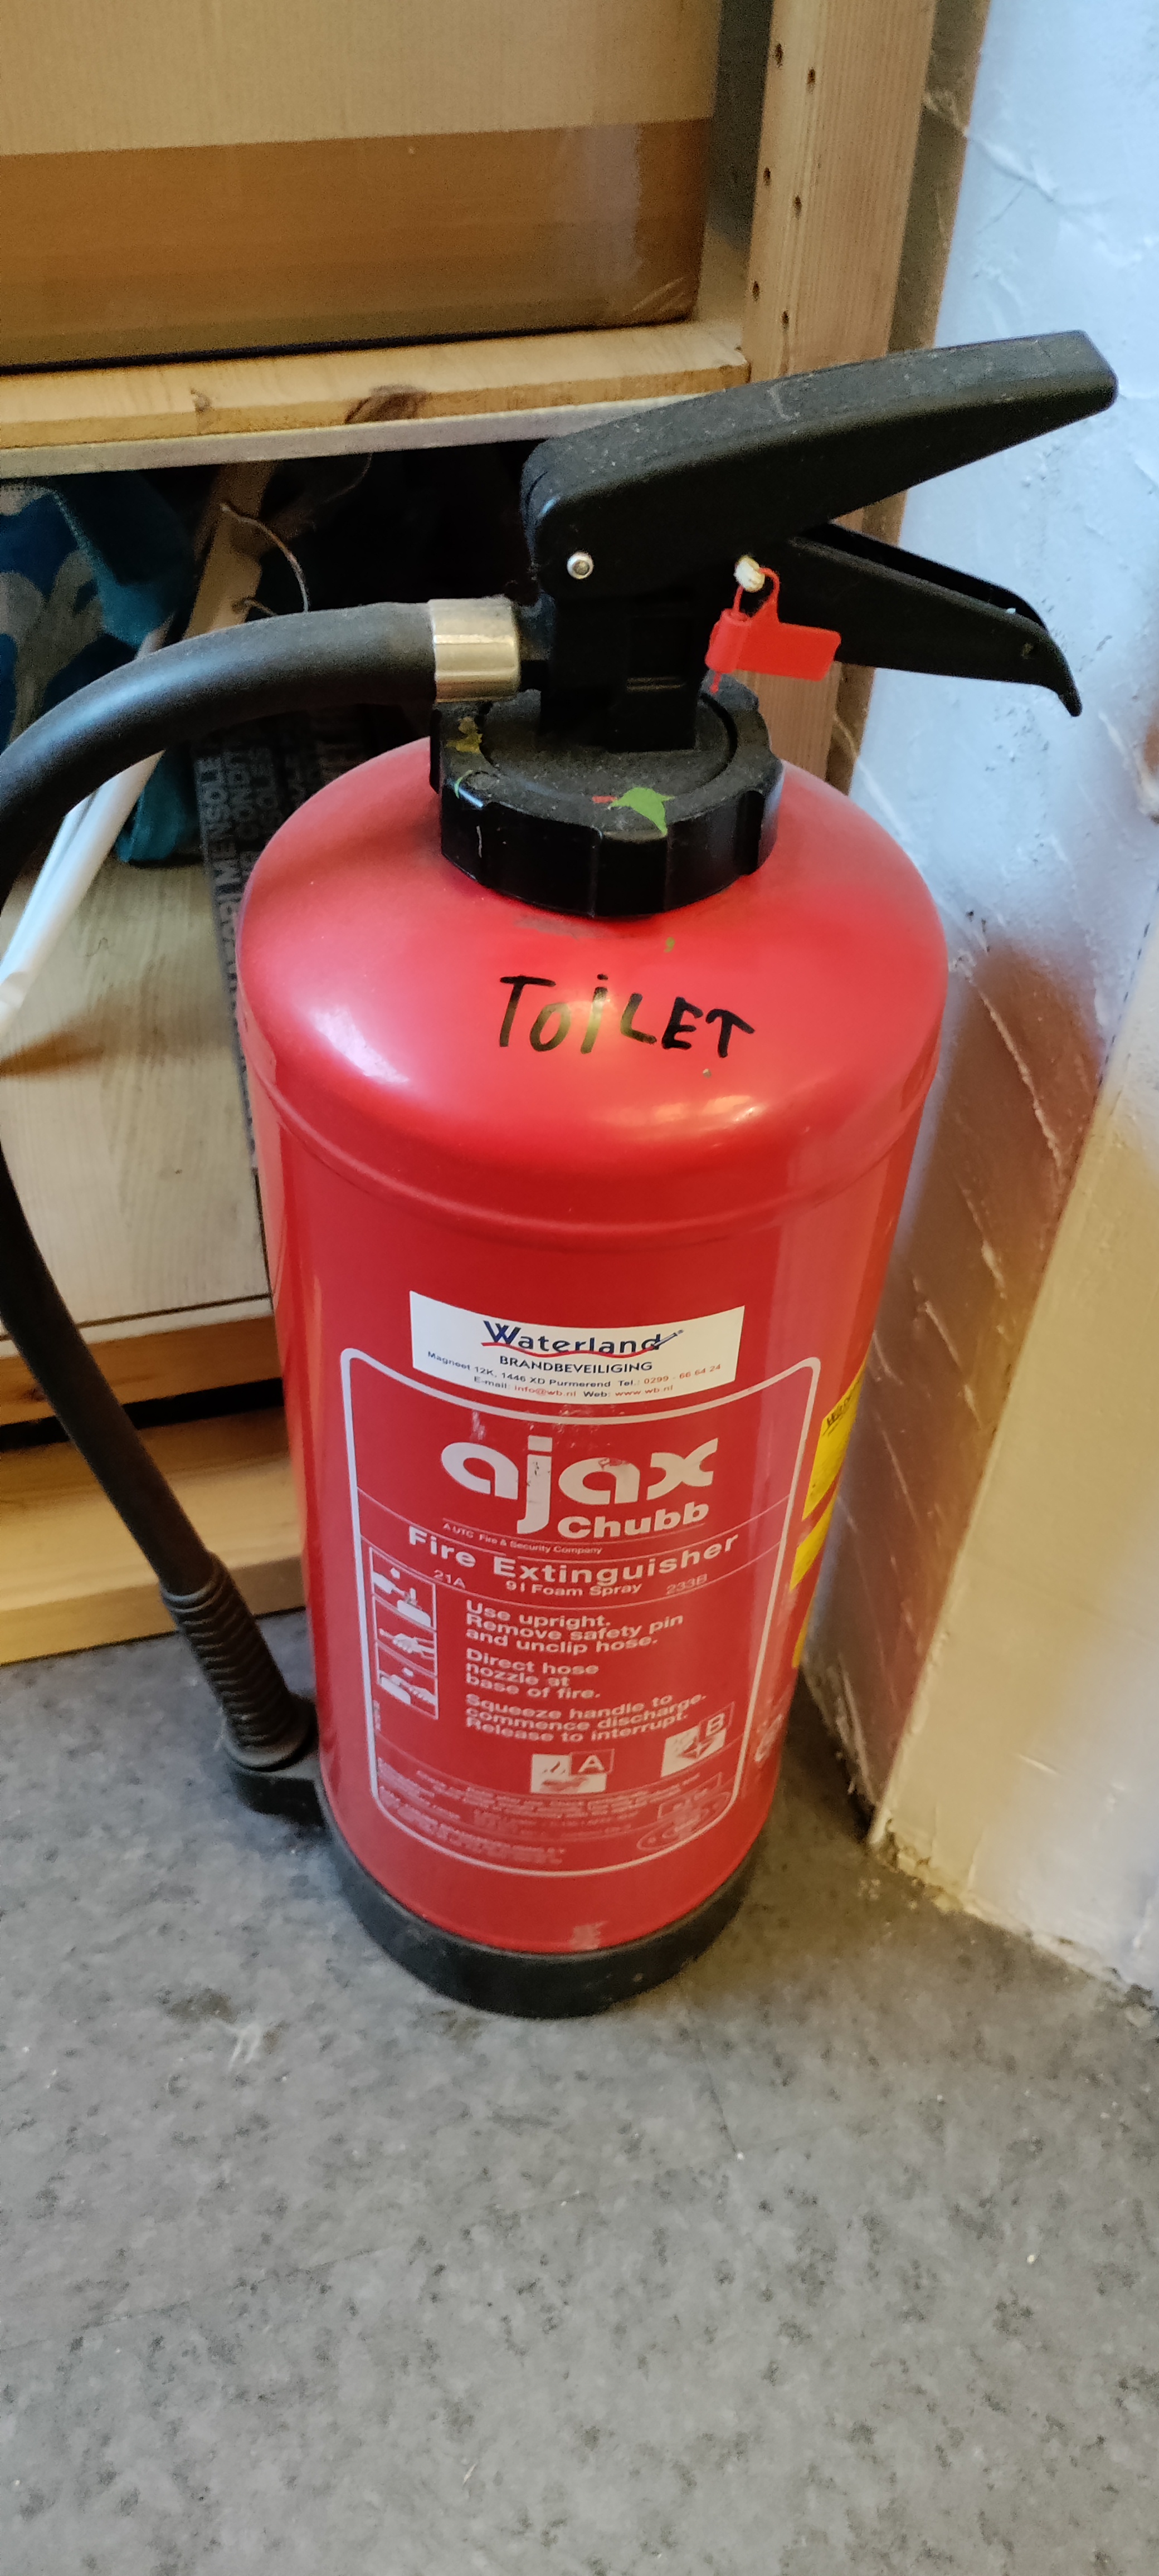 TOiLET
Waterland
BRANDBEVEILIGING
Magneet 12K, 1446 XD Purmerend Tel.: 0299 - 66 64 24
E-mail: info@wb.nl Web: www.wb.nl
ajax
Chubb
A UTC Fire & Security Company
Fire Extinguisher
21A 9 l Foam Spray 233B
Use upright.
Remove safety pin
and unclip hose.
Direct hose
nozzle at
base of fire.
Squeeze handle to
commence discharge.
Release to interrupt.
A B